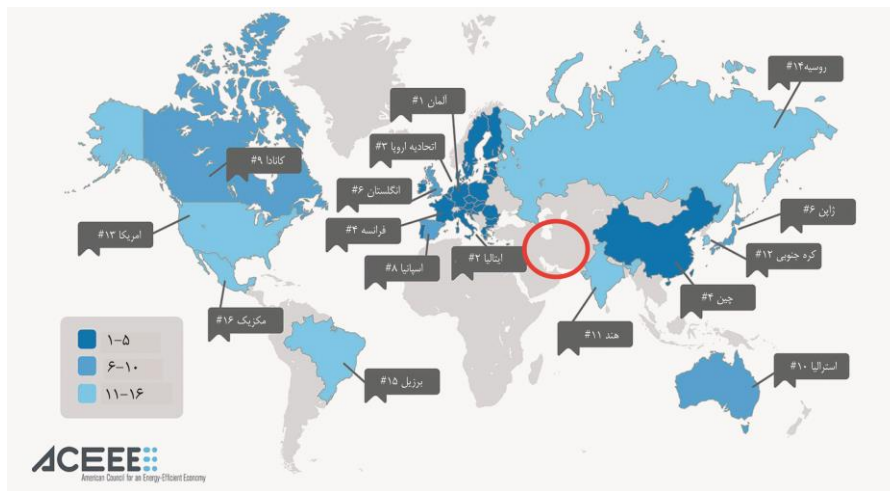 روسیه #۱۴
آلمان #۱
اتحادیه اروپا #۳
کانادا #۹
انگلستان #۶
ژاپن #۶
امریکا #۱۳
فرانسه #۴
کره جنوبی #۱۲
اسپانیا #۸
ایتالیا #۲
چین #۴
مکزیک #۱۶
هند #۱۱
۱-۵
۶-۱۰
۱۱-۱۶
برزیل #۱۵
استرالیا #۱۰
ACEEE
American Council for an Energy-Efficient Economy